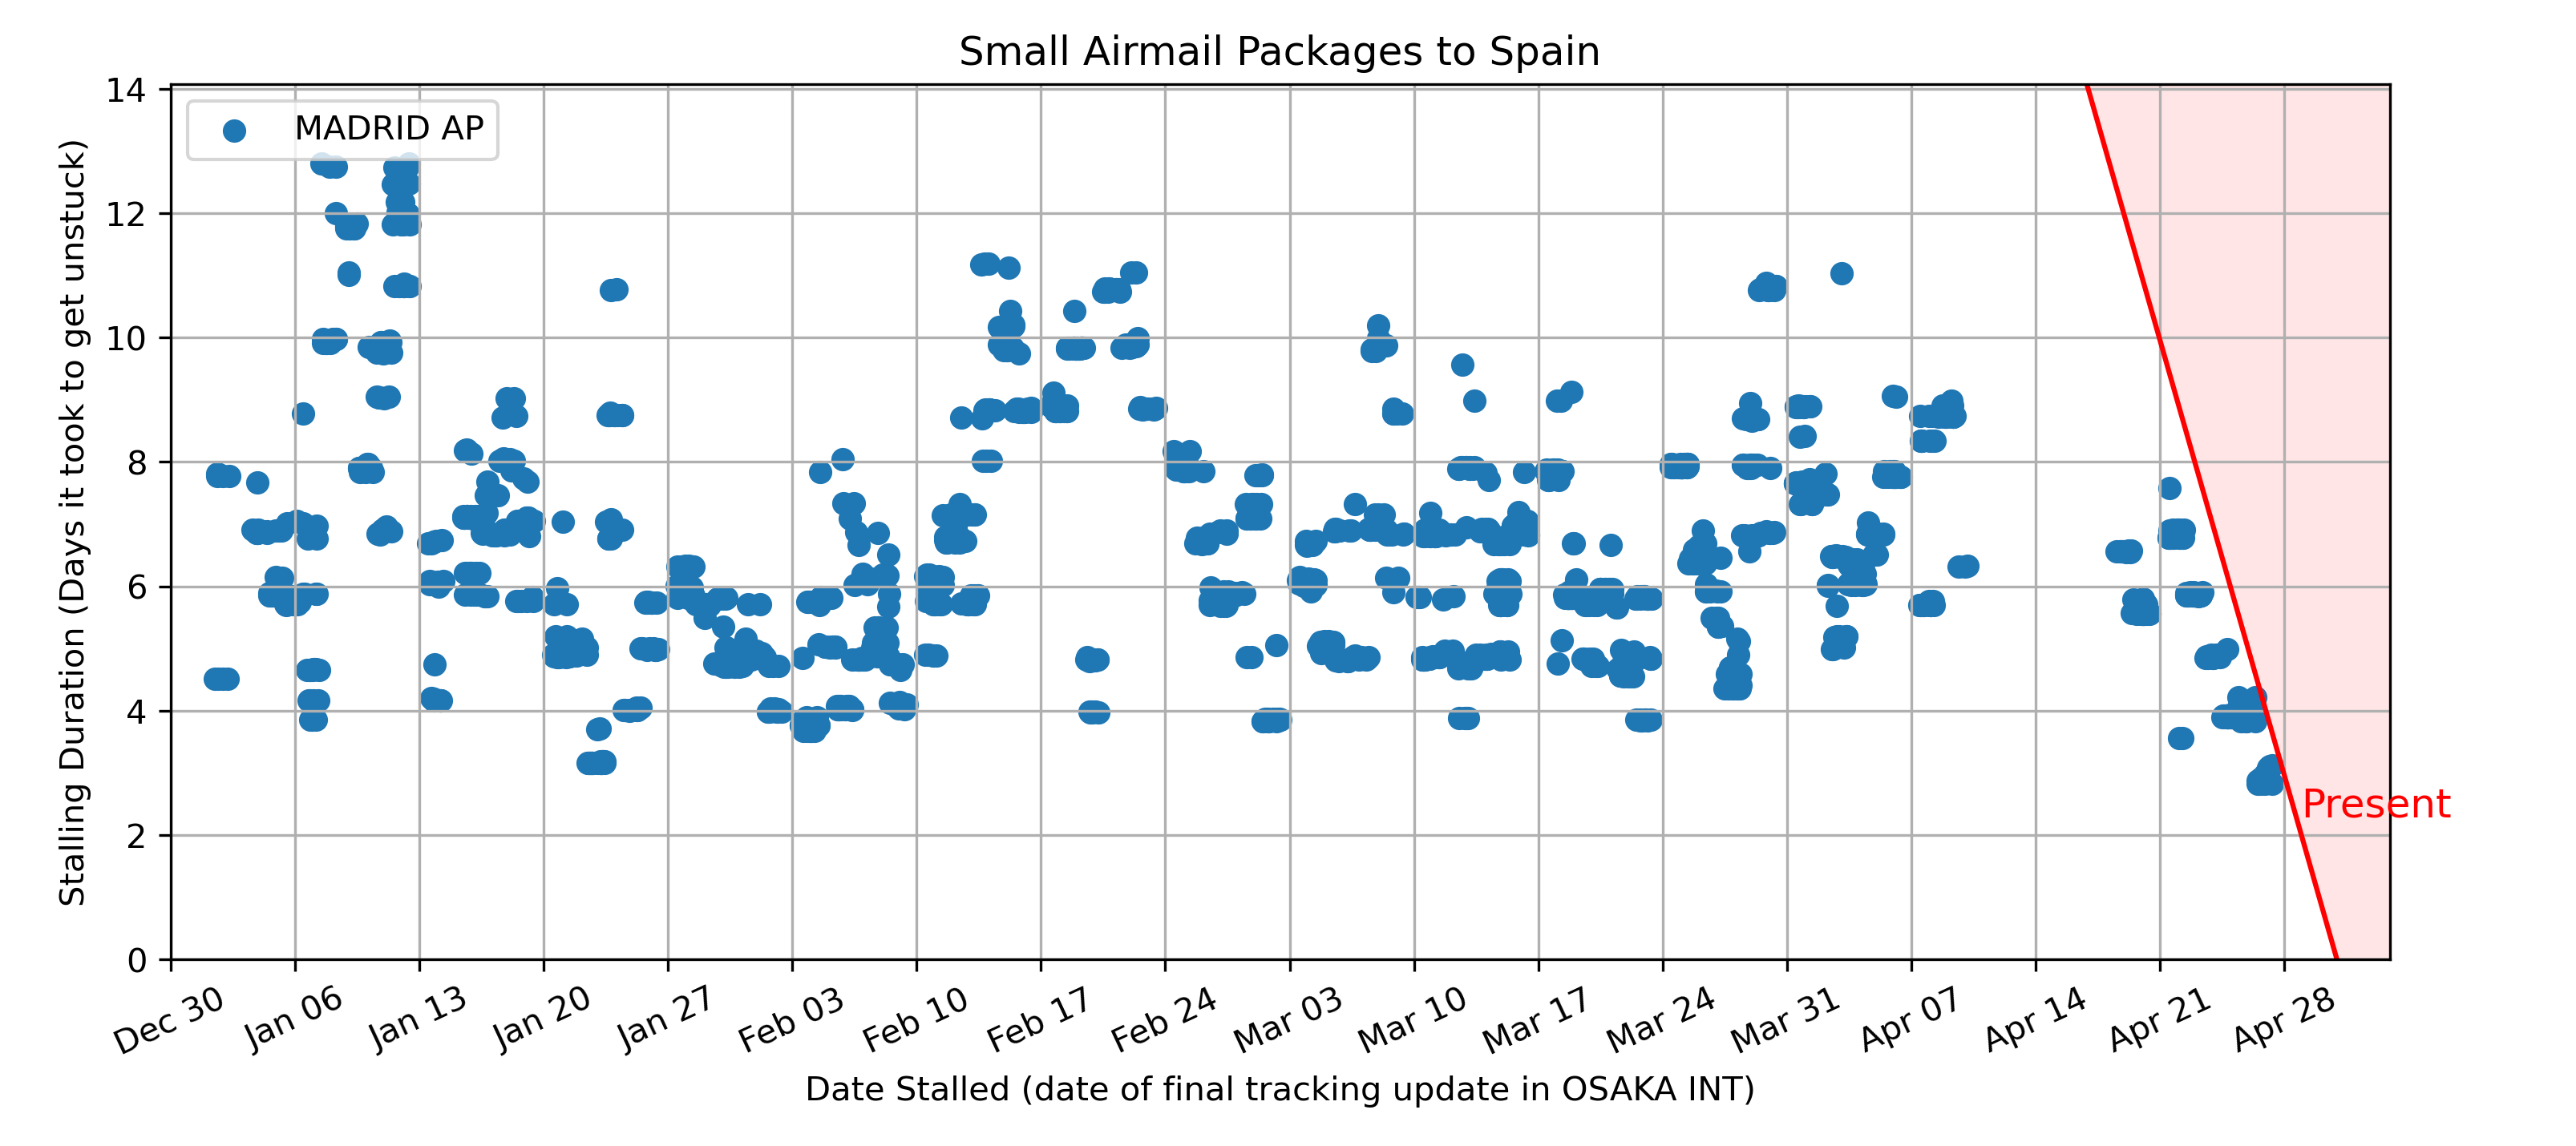 Small Airmail Packages to Spain
MADRID AP
Stalling Duration (Days it took to get unstuck)
14
12
10
8
6
4
2
0
Present
Dec 30
Jan 06
Jan 13
Jan 20
Jan 27
Feb 03
Feb 10
Feb 17
Feb 24
Mar 03
Mar 10
Mar 17
Mar 24
Mar 31
Apr 07
Apr 14
Apr 21
Apr 28
Date Stalled (date of final tracking update in OSAKA INT)